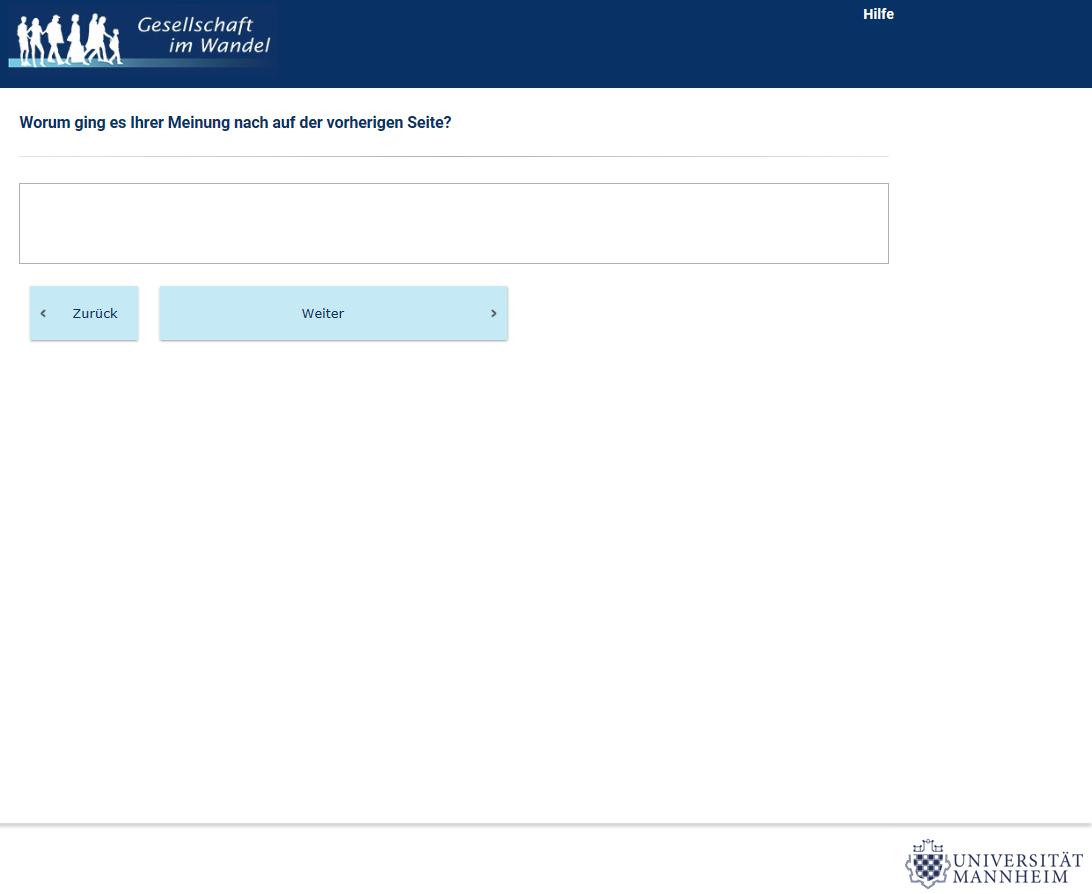 Gesellschaft
im Wandel
Hilfe
Worum ging es Ihrer Meinung nach auf der vorherigen Seite?
Zurück
Weiter
UNIVERSITÄT
MANNHEIM